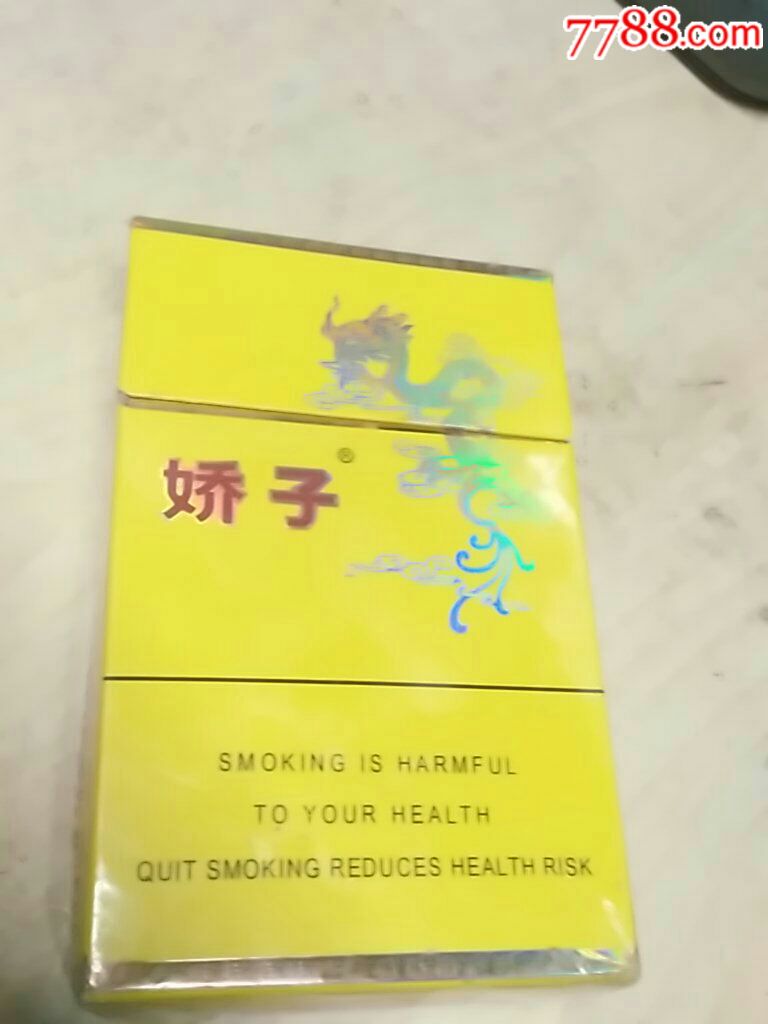 7788.com
娇子®
SMOKING IS HARMFUL
TO YOUR HEALTH
QUIT SMOKING REDUCES HEALTH RISK